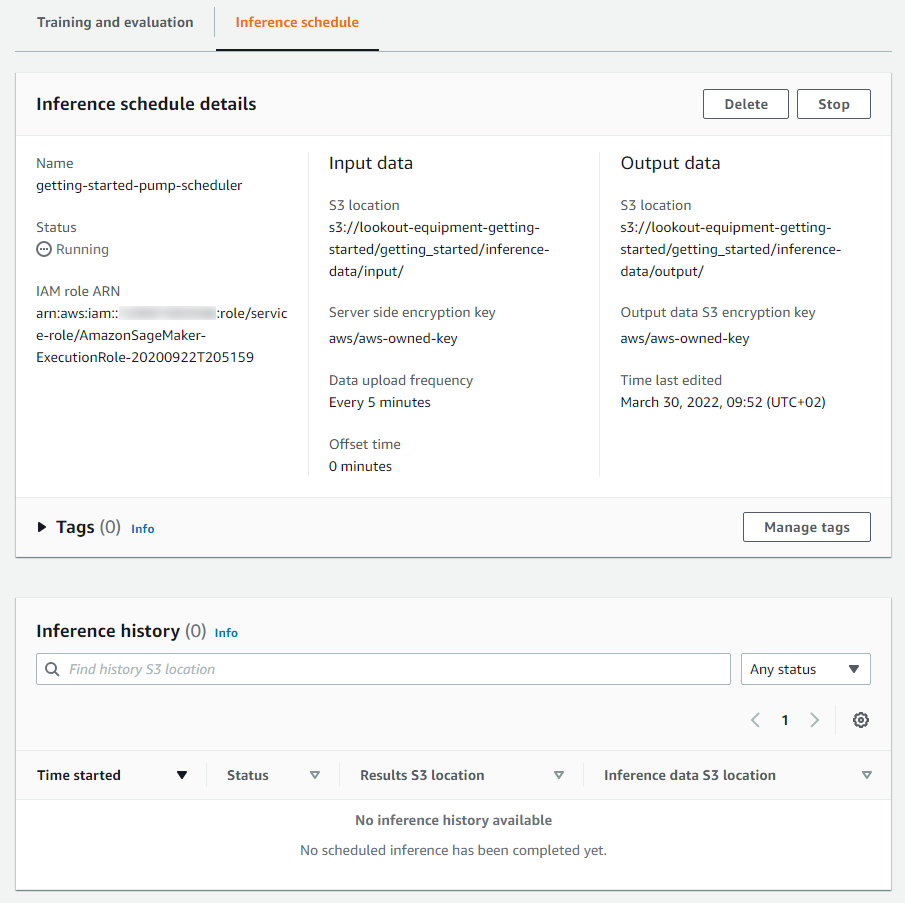 Training and evaluation
Inference schedule
Inference schedule details
Delete
Stop
Name
getting-started-pump-scheduler
Status
Running
IAM role ARN
arn:aws:iam:: :role/servic
e-role/AmazonSageMaker-
ExecutionRole-20200922T205159
Input data
S3 location
s3://lookout-equipment-getting-
started/getting_started/inference-
data/input/
Server side encryption key
aws/aws-owned-key
Data upload frequency
Every 5 minutes
Offset time
0 minutes
Output data
S3 location
s3://lookout-equipment-getting-
started/getting_started/inference-
data/output/
Output data S3 encryption key
aws/aws-owned-key
Time last edited
March 30, 2022, 09:52 (UTC+02)
Tags (0) Info
Manage tags
Inference history (0) Info
Find history S3 location
Any status
1
Time started
Status
Results S3 location
Inference data S3 location
No inference history available
No scheduled inference has been completed yet.